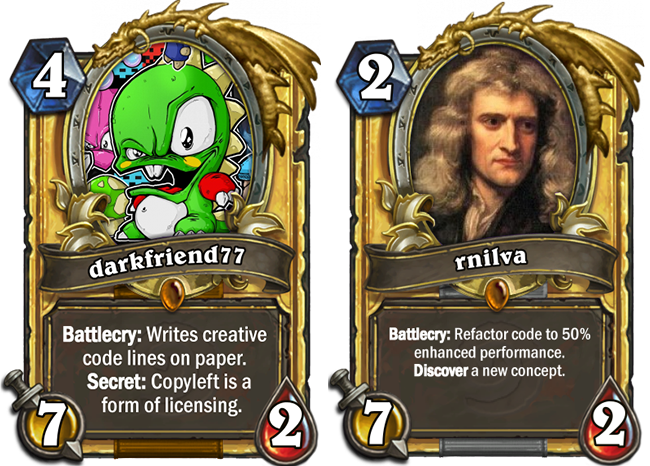 4
darkfriend77
Battlecry: Writes creative
code lines on paper.
Secret: Copyleft is a
form of licensing.
7
2
2
rnilva
Battlecry: Refactor code to 50%
enhanced performance.
Discover a new concept.
7
2